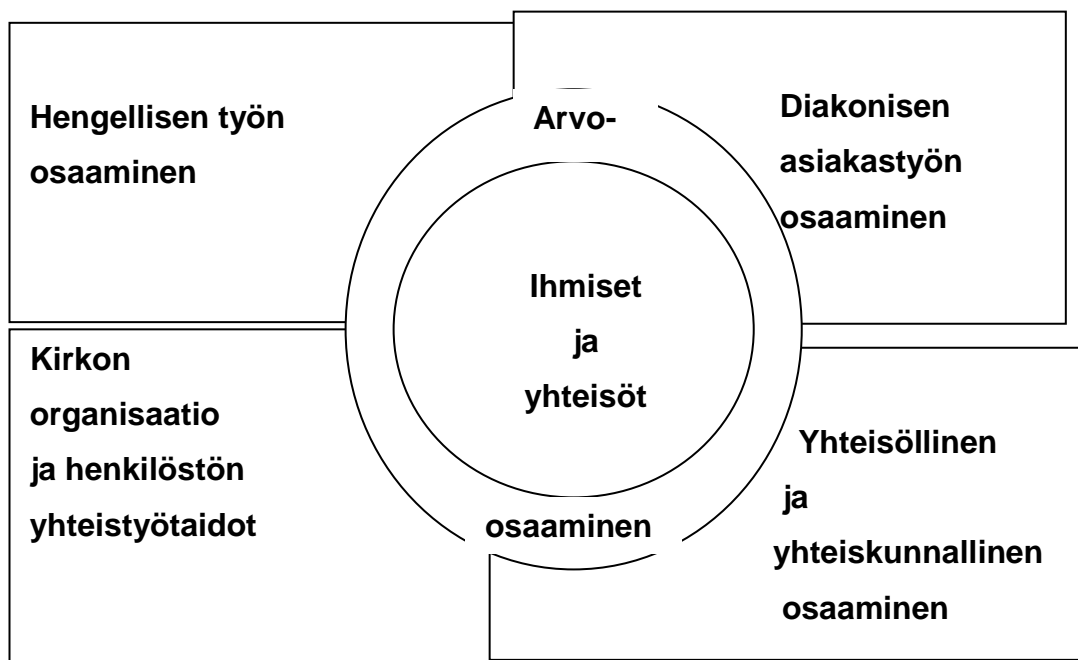 Hengellisen työn
osaaminen
Arvo-
Diakonisen
asiakastyön
osaaminen
Ihmiset
ja
yhteisöt
Kirkon
organisaatio
ja henkilöstön
yhteistyötaidot
osaaminen
Yhteisöllinen
ja
yhteiskunnallinen
osaaminen